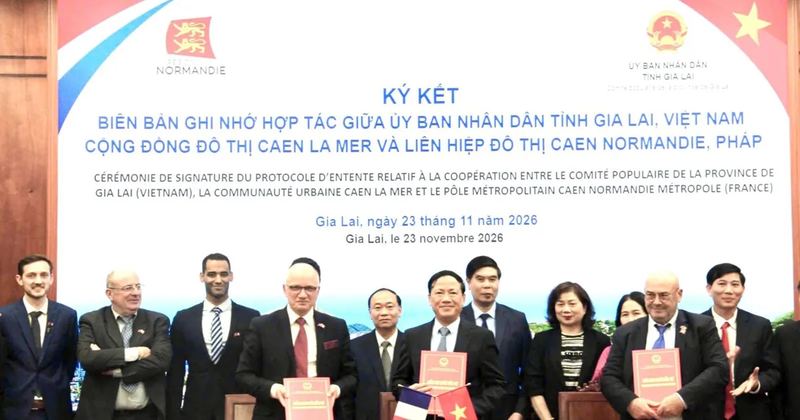 NORMANDIE
ỦY BAN NHÂN DÂN
TỈNH GIA LAI
KÝ KẾT
BIÊN BẢN GHI NHỚ HỢP TÁC GIỮA ỦY BAN NHÂN DÂN TỈNH GIA LAI, VIỆT NAM
CỘNG ĐỒNG ĐÔ THỊ CAEN LA MER VÀ LIÊN HIỆP ĐÔ THỊ CAEN NORMANDIE, PHÁP
CÉRÉMONIE DE SIGNATURE DU PROTOCOLE D'ENTENTE RELATIF À LA COOPÉRATION ENTRE LE COMITÉ POPULAIRE DE LA PROVINCE DE
GIA LAI (VIETNAM), LA COMMUNAUTÉ URBAINE CAEN LA MER ET LE PÔLE MÉTROPOLITAIN CAEN NORMANDIE MÉTROPOLE (FRANCE)
Gia Lai, ngày 23 tháng 11 năm 2026
Gia Lai, le 23 novembre 2026